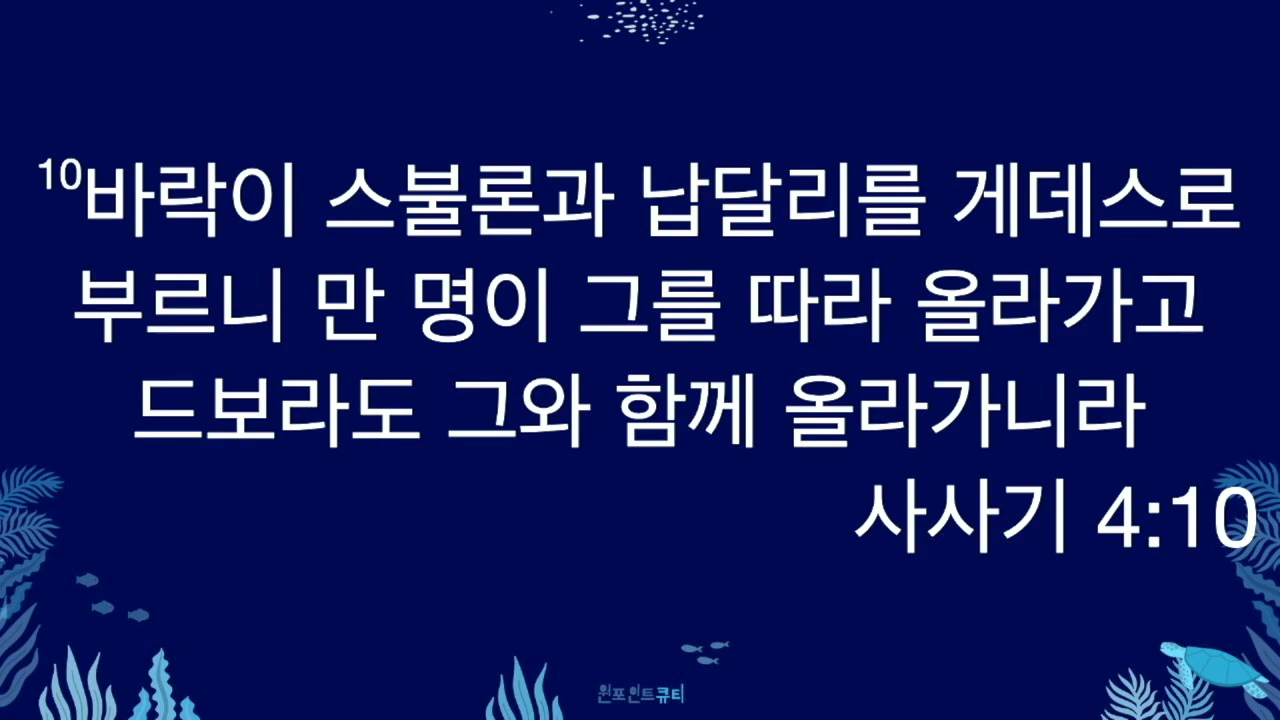 10바락이 스불론과 납달리를 게데스로
부르니 만 명이 그를 따라 올라가고
드보라도 그와 함께 올라가니라
사사기 4:10
원포인트큐티